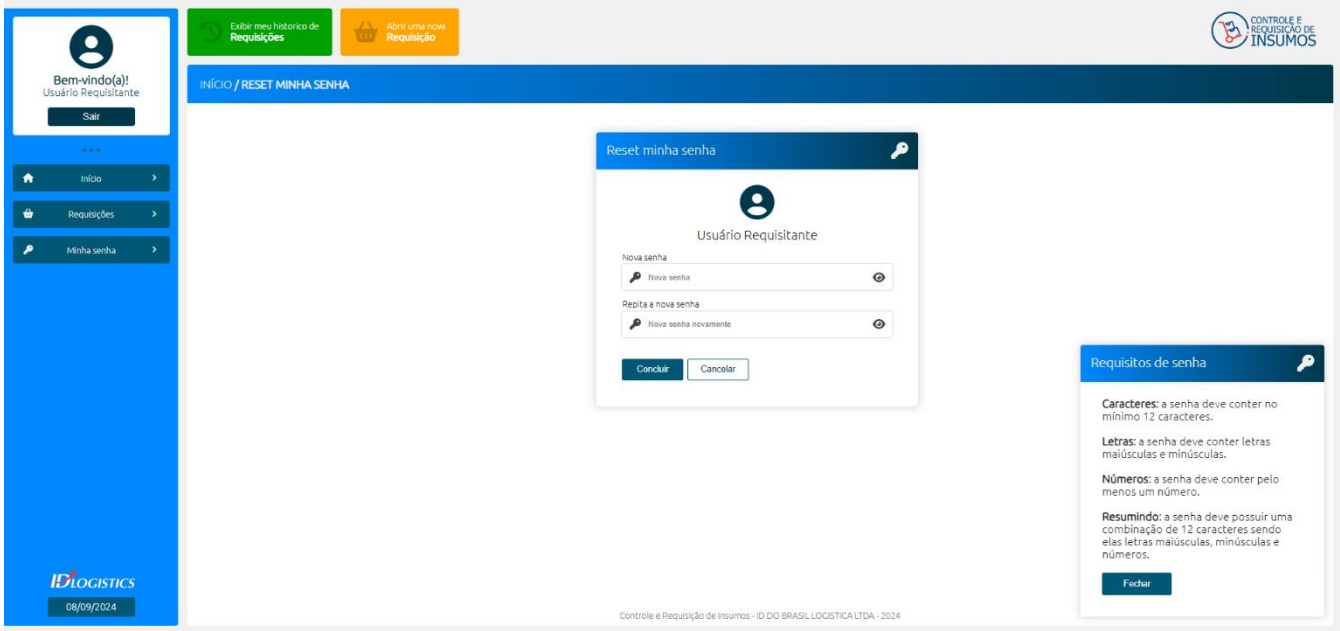 Exibir meu historico de
Requisições
Abrir uma nova
Requisição
CONTROLE E
REQUISIÇÃO DE
INSUMOS
Bem-vindo(a)!
Usuário Requisitante
Sair
INÍCIO / RESET MINHA SENHA
Início
Requisições
Minha senha
Reset minha senha
Usuário Requisitante
Nova senha
Nova senha
Repita a nova senha
Nova senha novamente
Concluir
Cancelar
Requisitos de senha
Caracteres: a senha deve conter no
mínimo 12 caracteres.
Letras: a senha deve conter letras
maiúsculas e minúsculas.
Números: a senha deve conter pelo
menos um número.
Resumindo: a senha deve possuir uma
combinação de 12 caracteres sendo
elas letras maiúsculas, minúsculas e
números.
Fechar
ID LOGISTICS
08/09/2024
Controle e Requisição de Insumos - ID DO BRASIL LOGISTICA LTDA - 2024